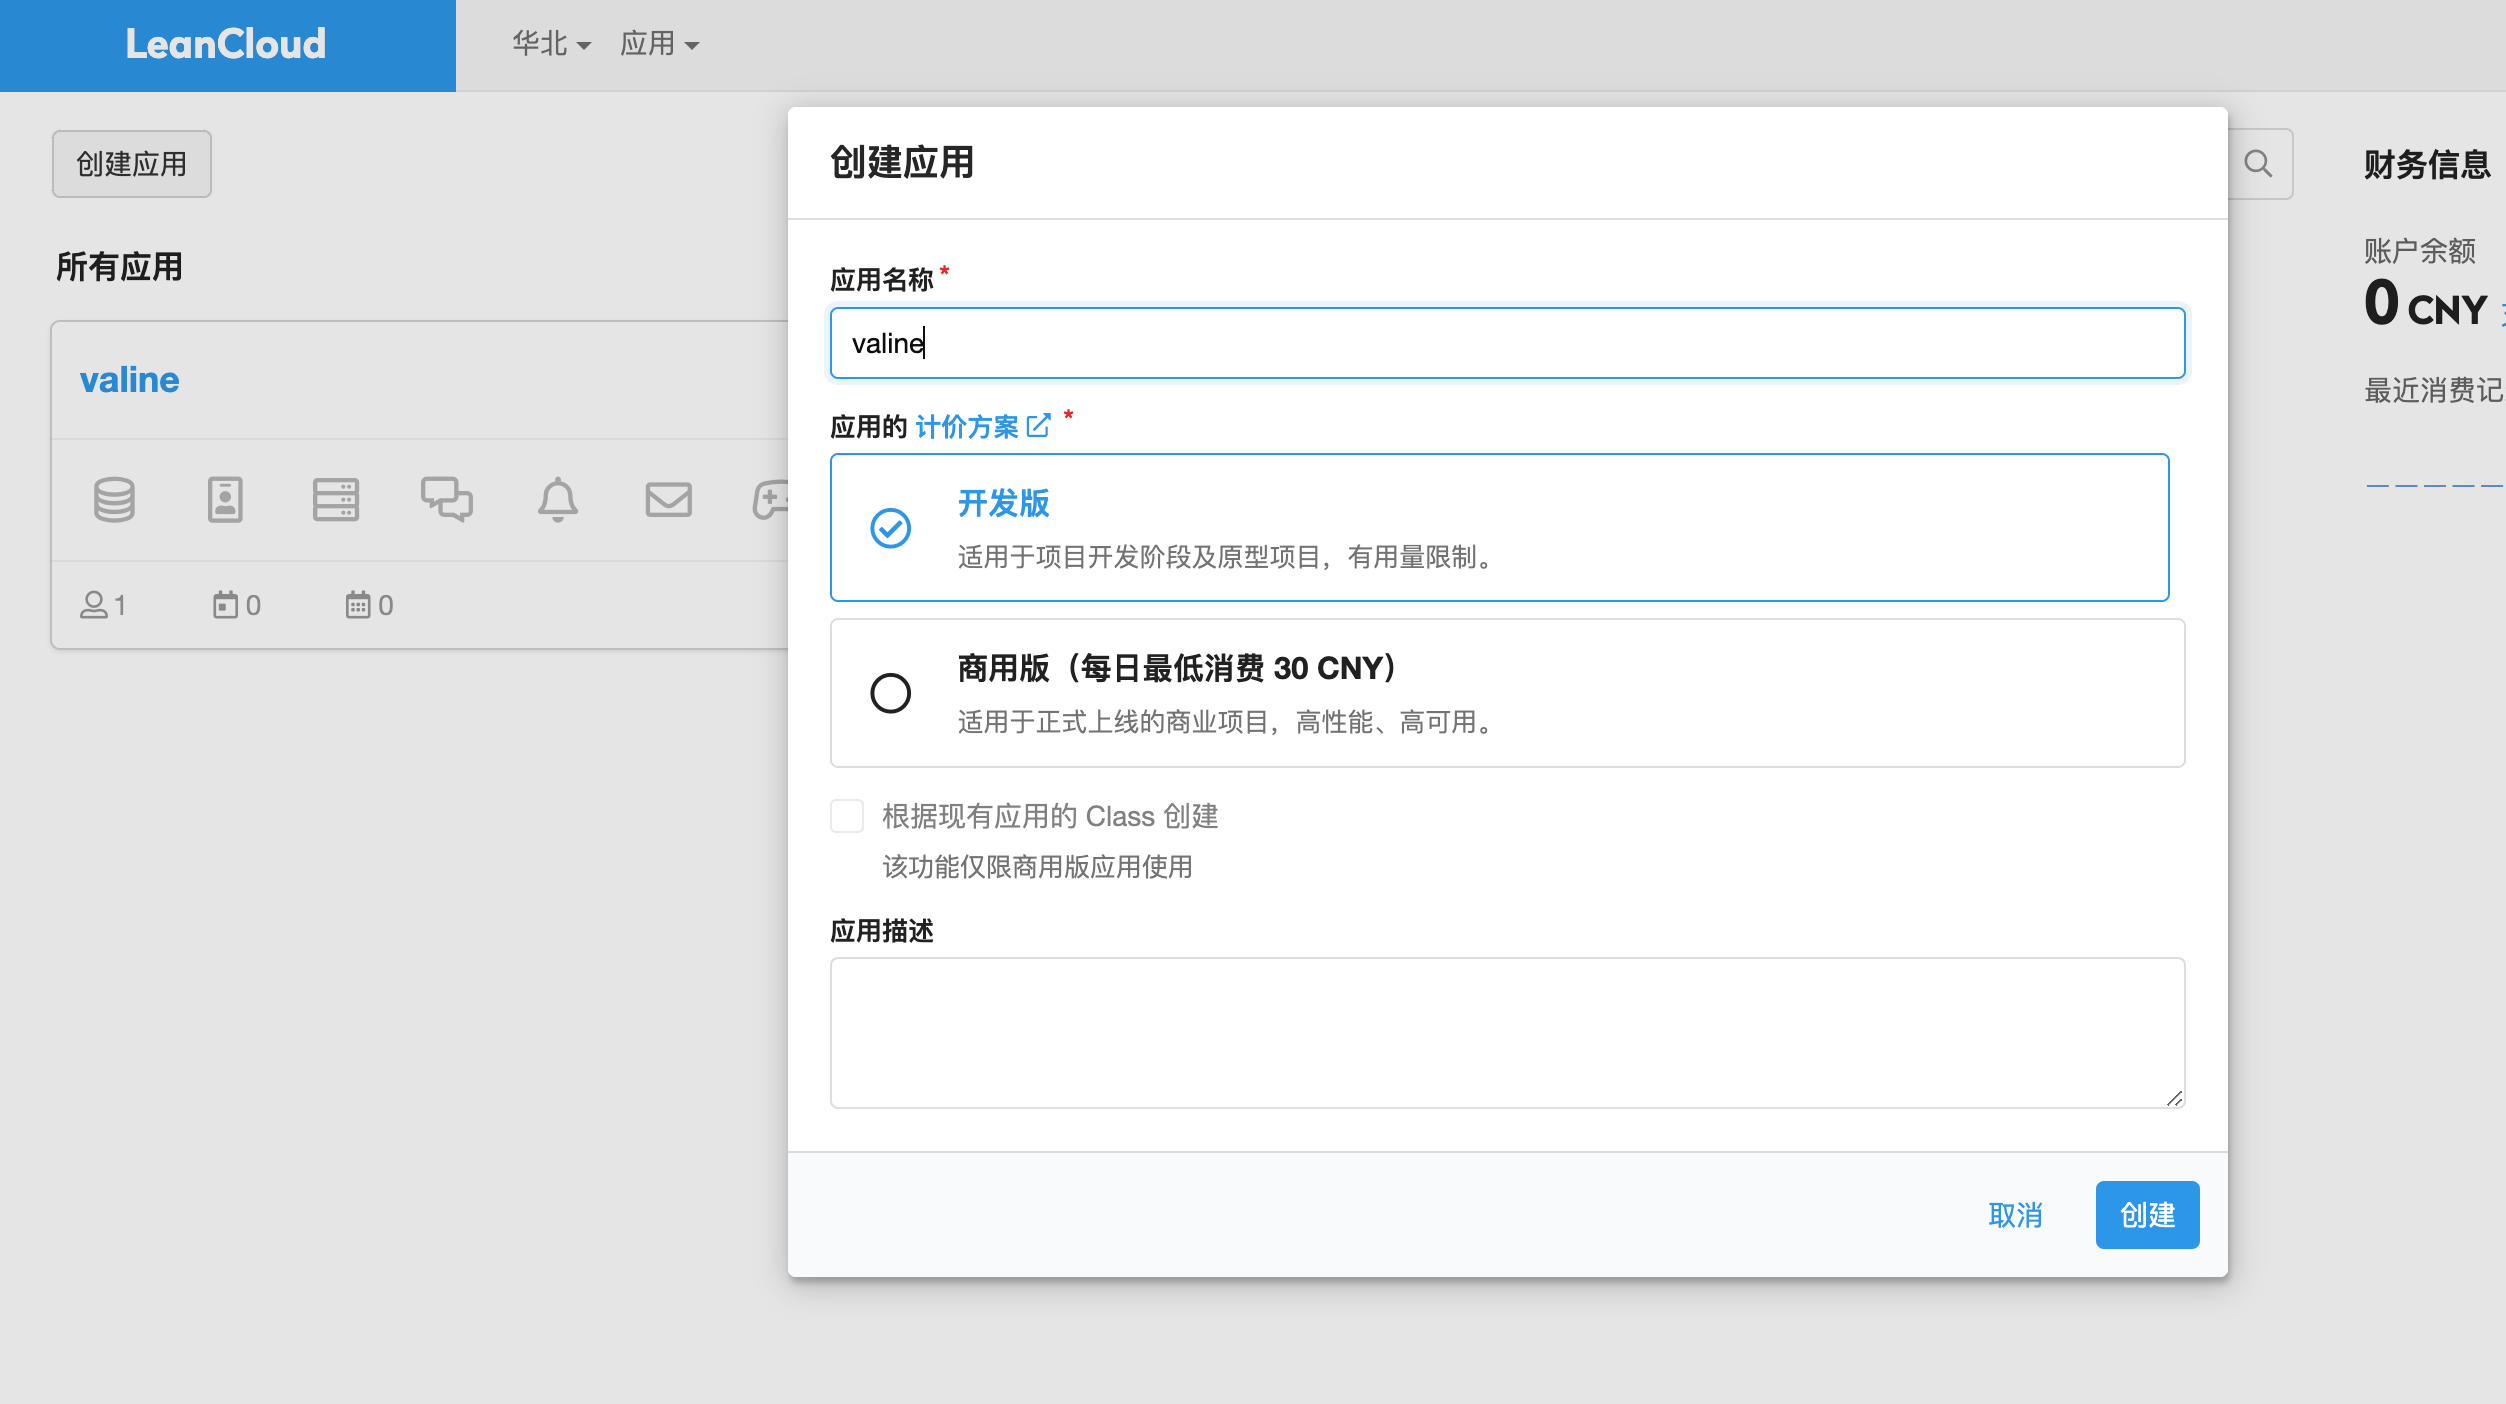 LeanCloud
华北
应用
创建应用
所有应用
valine
1
0
0
创建应用
应用名称 *
valine
应用的 计价方案 *
开发版
适用于项目开发阶段及原型项目，有用量限制。
商用版（每日最低消费 30 CNY）
适用于正式上线的商业项目，高性能、高可用。
根据现有应用的 Class 创建
该功能仅限商用版应用使用
应用描述
取消
创建
财务信息
账户余额
0 CNY
最近消费记